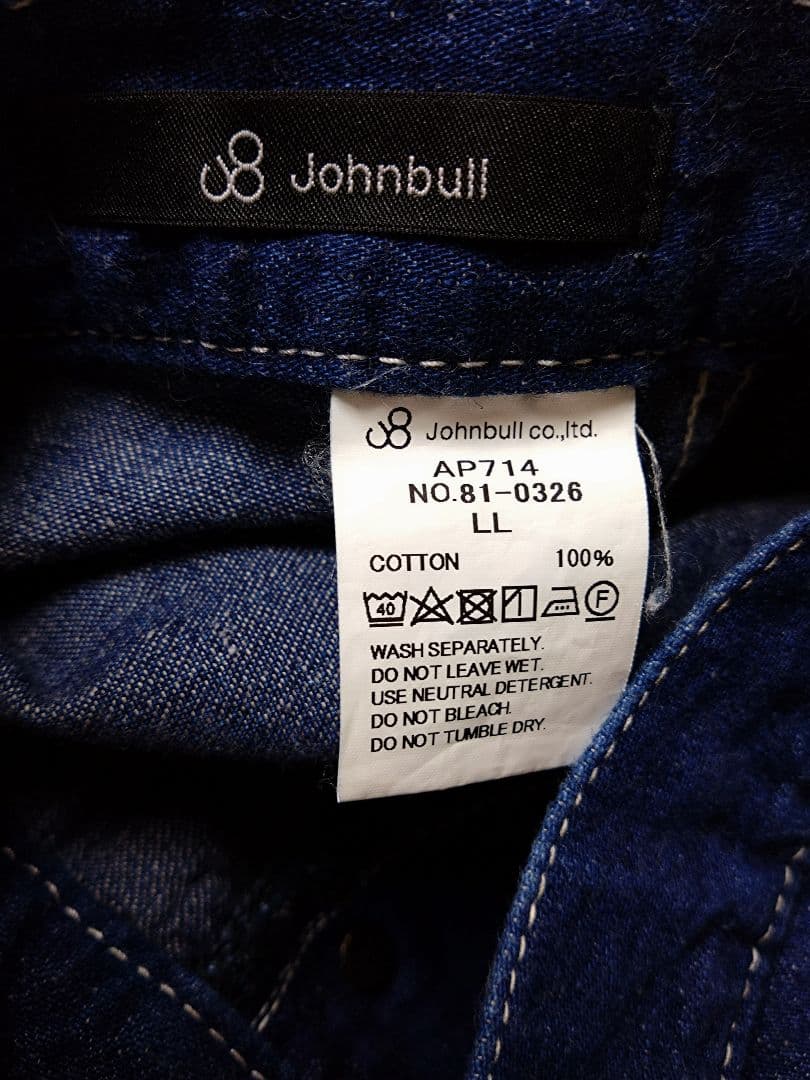 Johnbull
Johnbull co.,ltd.
AP714
NO.81-0326
LL
COTTON 100%
40 F
WASH SEPARATELY.
DO NOT LEAVE WET.
USE NEUTRAL DETERGENT.
DO NOT BLEACH.
DO NOT TUMBLE DRY.